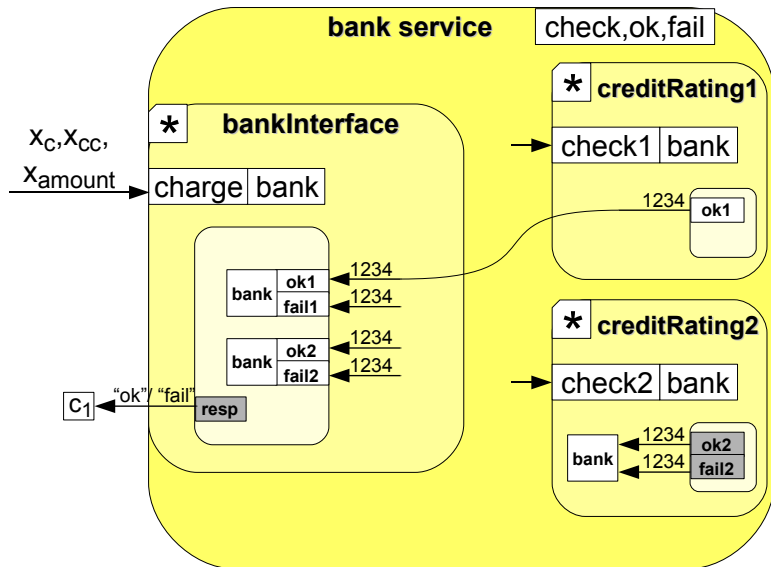 bank service
check,ok,fail
* creditRating1
check1 bank
1234 ok1
* bankInterface
xC,xCC,
xamount
charge bank
bank ok1 1234
fail1 1234
bank ok2 1234
fail2 1234
"ok"/ "fail"
c1
resp
* creditRating2
check2 bank
bank 1234 ok2
1234 fail2